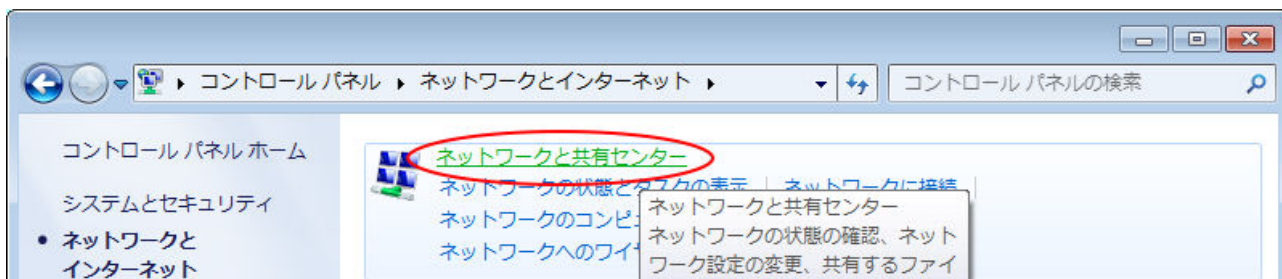 コントロール パネル ▸ ネットワークとインターネット ▸
コントロール パネルの検索
コントロール パネル ホーム
システムとセキュリティ
• ネットワークと
インターネット
ネットワークと共有センター
ネットワークの状態とタスクの表示 | ネットワークに接続 |
ネットワークのコンピ
ネットワークへのワイ
ネットワークと共有センター
ネットワークの状態の確認、ネット
ワーク設定の変更、共有するファイ